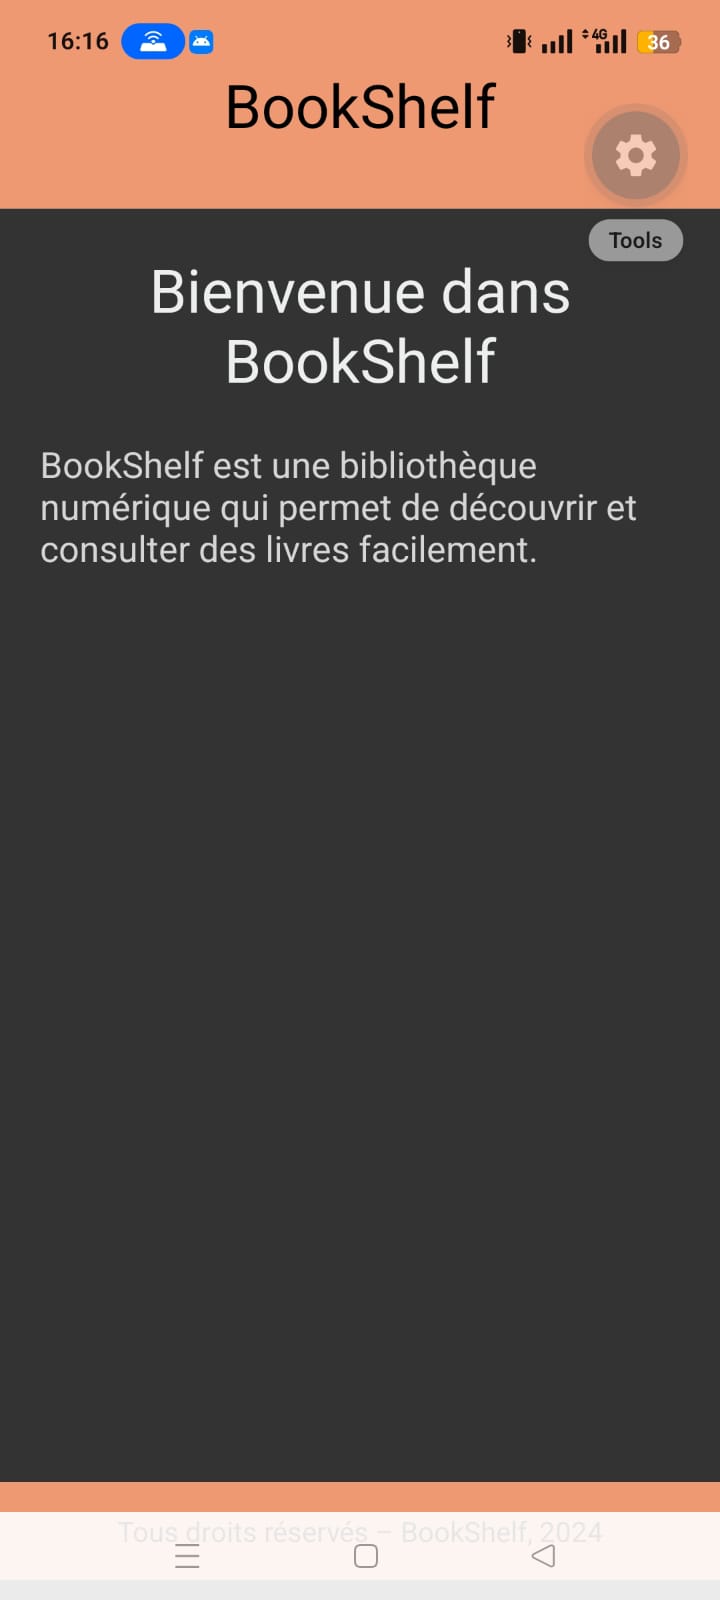 16:16
4G
36
BookShelf
Tools
Bienvenue dans
BookShelf
BookShelf est une bibliothèque
numérique qui permet de découvrir et
consulter des livres facilement.
Tous droits réservés – BookShelf, 2024